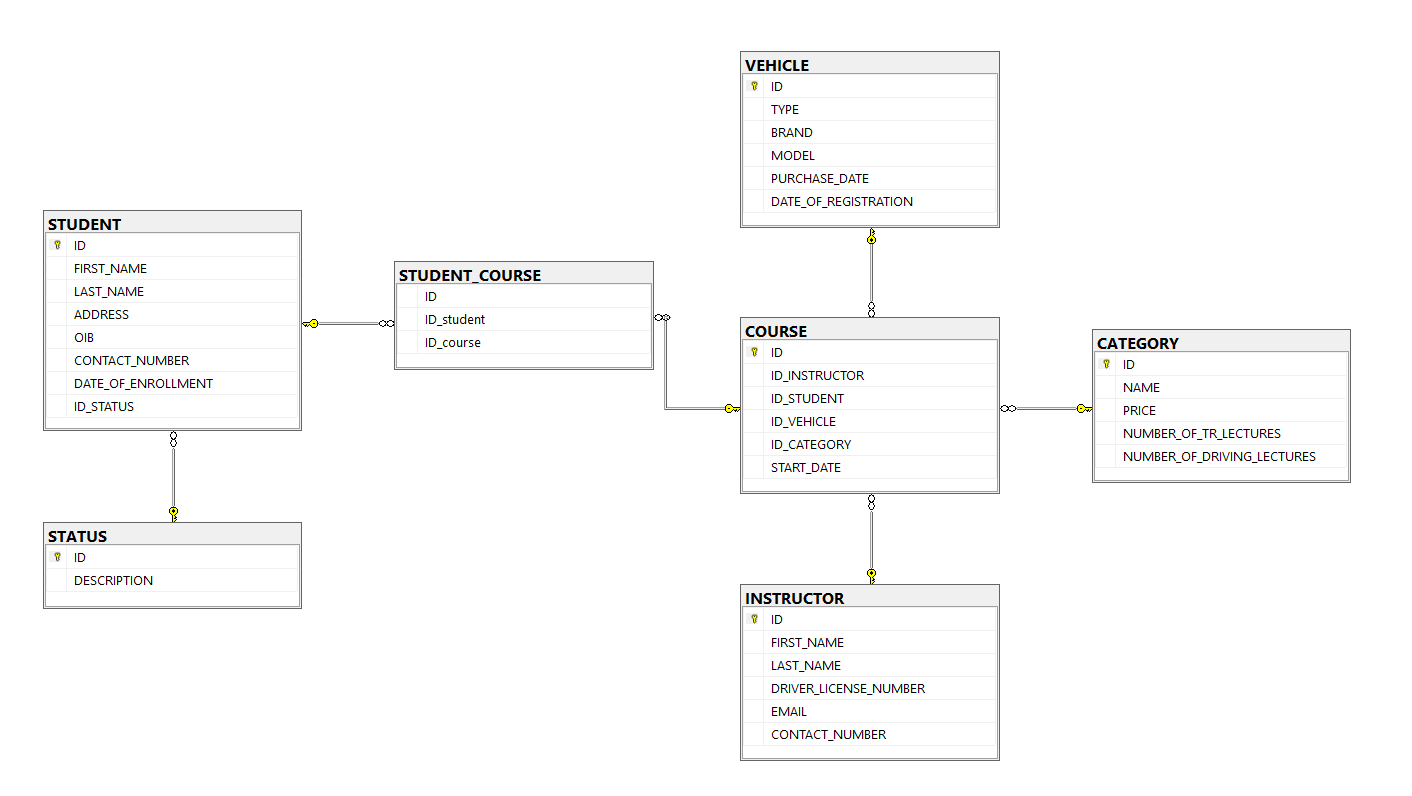 VEHICLE
ID
TYPE
BRAND
MODEL
PURCHASE_DATE
DATE_OF_REGISTRATION
STUDENT
ID
FIRST_NAME
LAST_NAME
ADDRESS
OIB
CONTACT_NUMBER
DATE_OF_ENROLLMENT
ID_STATUS
STUDENT_COURSE
ID
ID_student
ID_course
COURSE
ID
ID_INSTRUCTOR
ID_STUDENT
ID_VEHICLE
ID_CATEGORY
START_DATE
CATEGORY
ID
NAME
PRICE
NUMBER_OF_TR_LECTURES
NUMBER_OF_DRIVING_LECTURES
STATUS
ID
DESCRIPTION
INSTRUCTOR
ID
FIRST_NAME
LAST_NAME
DRIVER_LICENSE_NUMBER
EMAIL
CONTACT_NUMBER